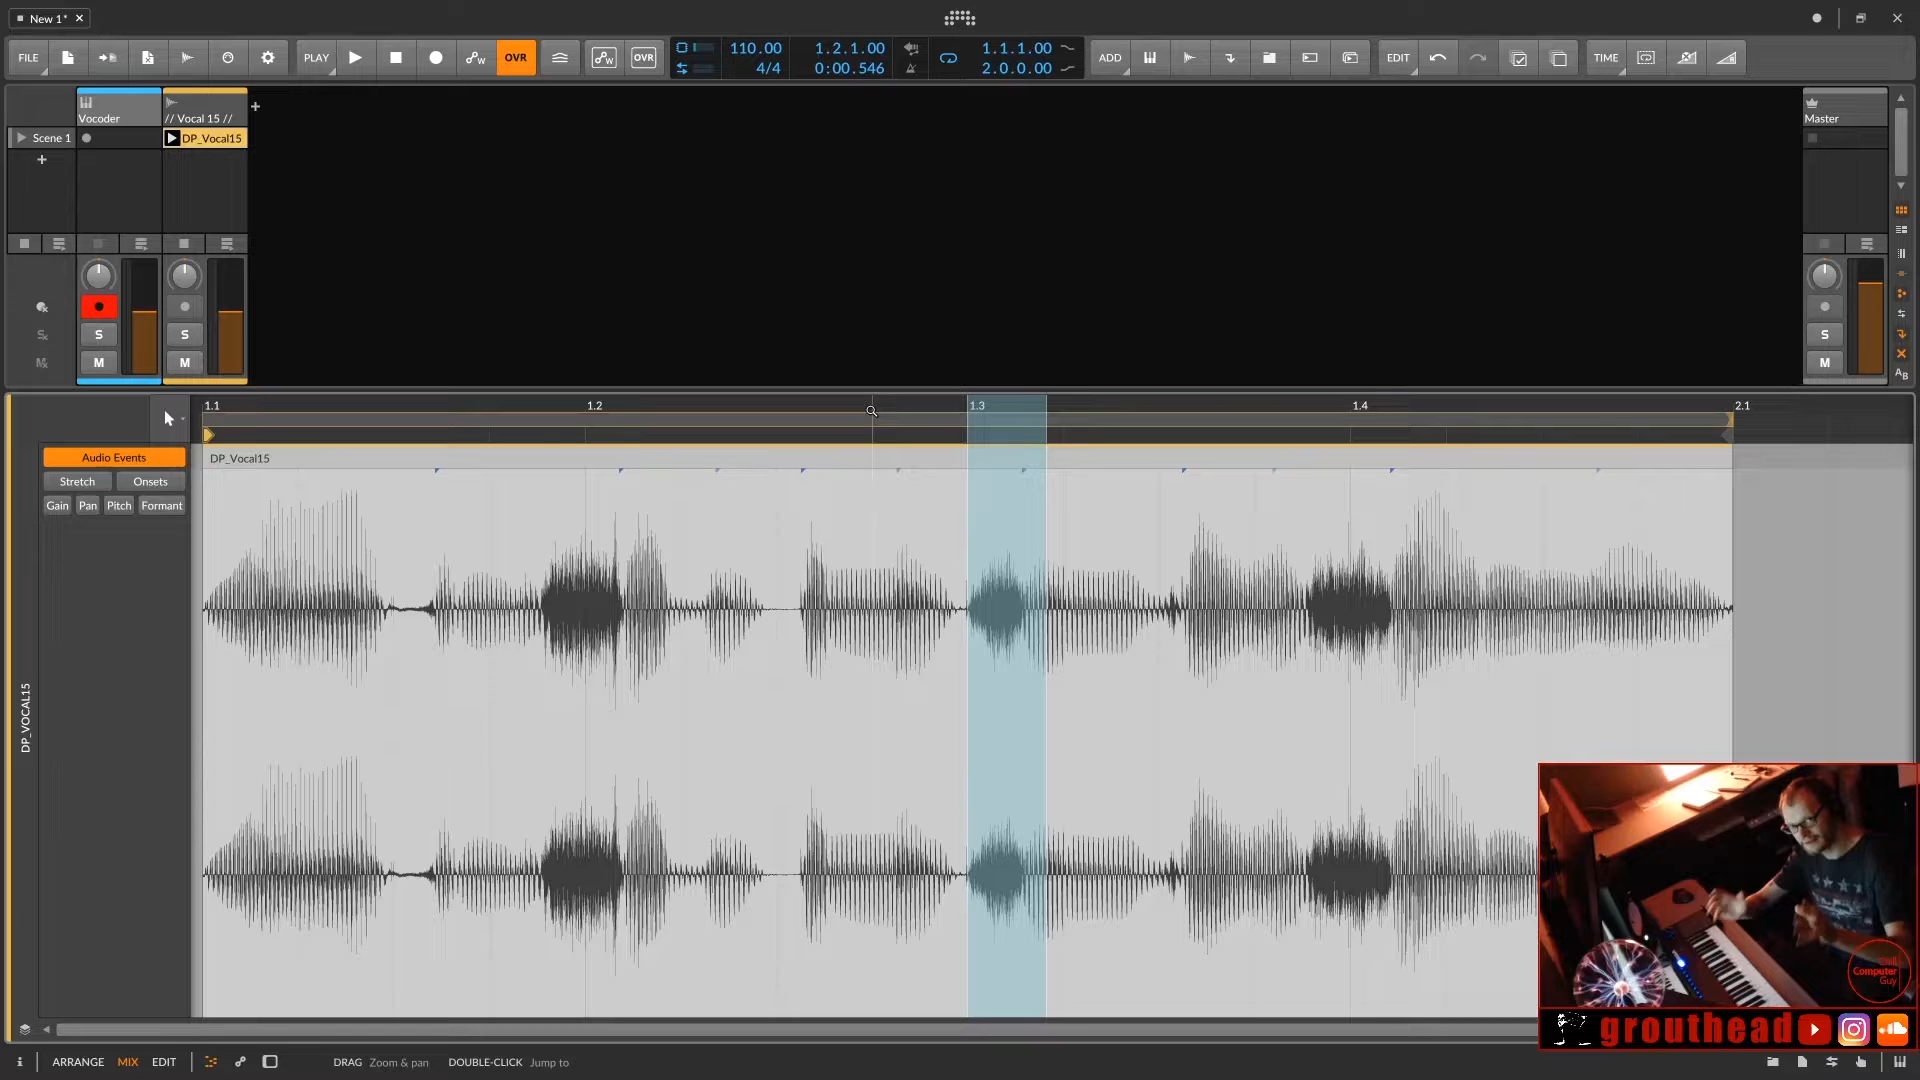 New 1*
FILE PLAY OVR OVR 110.00 4/4 1.2.1.00 0:00.546 1.1.1.00 2.0.0.00 ADD EDIT TIME
Vocoder // Vocal 15 // Master
Scene 1 DP_Vocal15
S S S
M M M
1.1 1.2 1.3 1.4 2.1
Audio Events
Stretch Onsets
Gain Pan Pitch Formant
DP_Vocal15
DP_VOCAL15
Chill
Computer
Guy
grouthead
i ARRANGE MIX EDIT DRAG Zoom & pan DOUBLE-CLICK Jump to